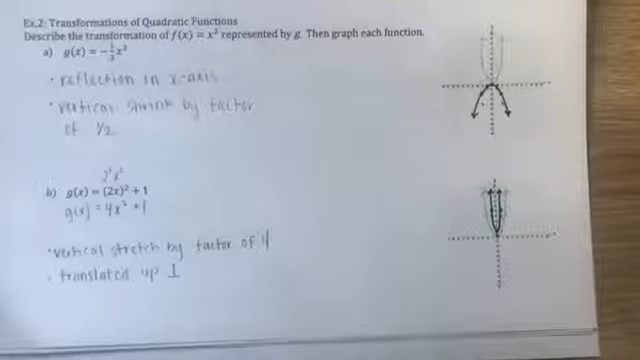 Ex.2: Transformations of Quadratic Functions
Describe the transformation of f(x) = x² represented by g. Then graph each function.
a) g(x) = −½x²
· reflection in x-axis
· vertical shrink by factor
of ½
2²x²
b) g(x) = (2x)² + 1
g(x) = 4x² + 1
· vertical stretch by factor of 4
· translated up 1